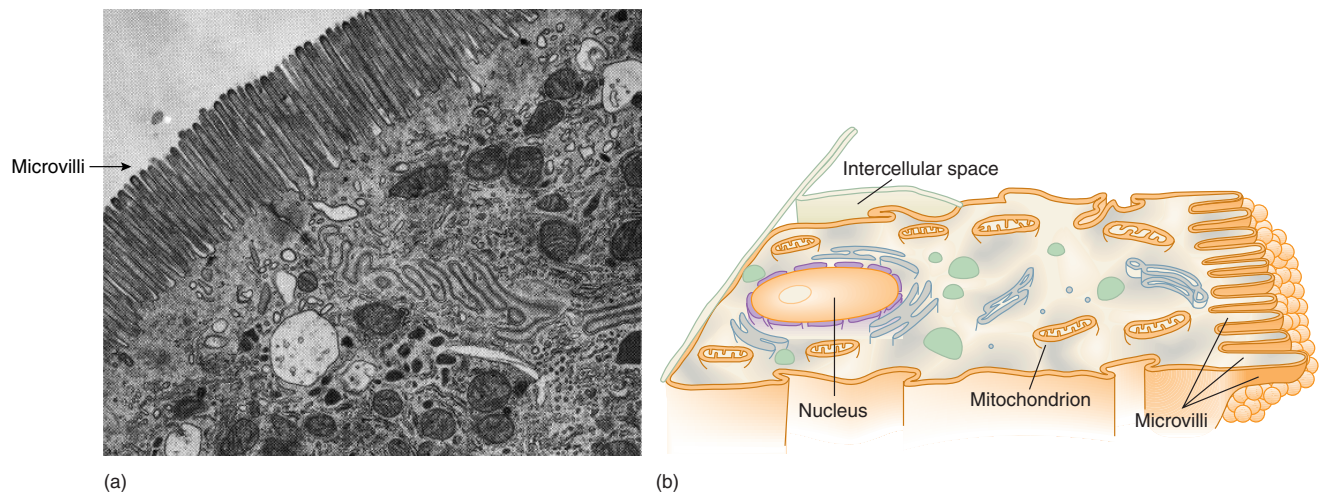 Microvilli
(a)
Intercellular space
Nucleus
Mitochondrion
Microvilli
(b)